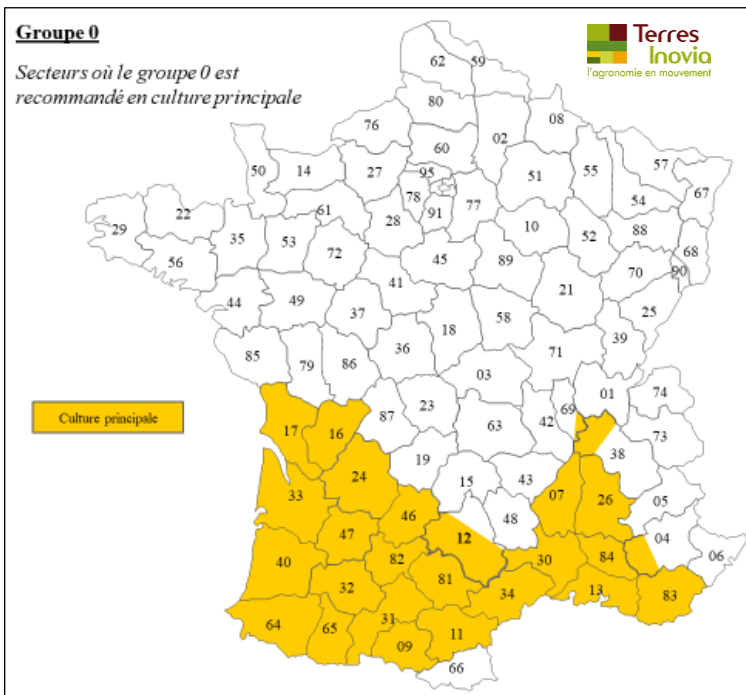 Groupe 0
Secteurs où le groupe 0 est
recommandé en culture principale
Terres
Inovia
l'agronomie en mouvement
62 59
80
76 08
02
60
50 14 27 95 51 55 57
67
78 54
61 77
22 91
29 28 10 88
35 53 52 68
72
56 45 89 70 90
41
44 49 21 25
37
18 58 39
36
85 79 86 71
03
01 74
23 69
Culture principale 87 63 42
17 16 73
38
19
24 15 43
07 26
33 46 48 05
47 12 04
82 30 84 06
40 81
32 34 13 83
64 65 31 11
09
66